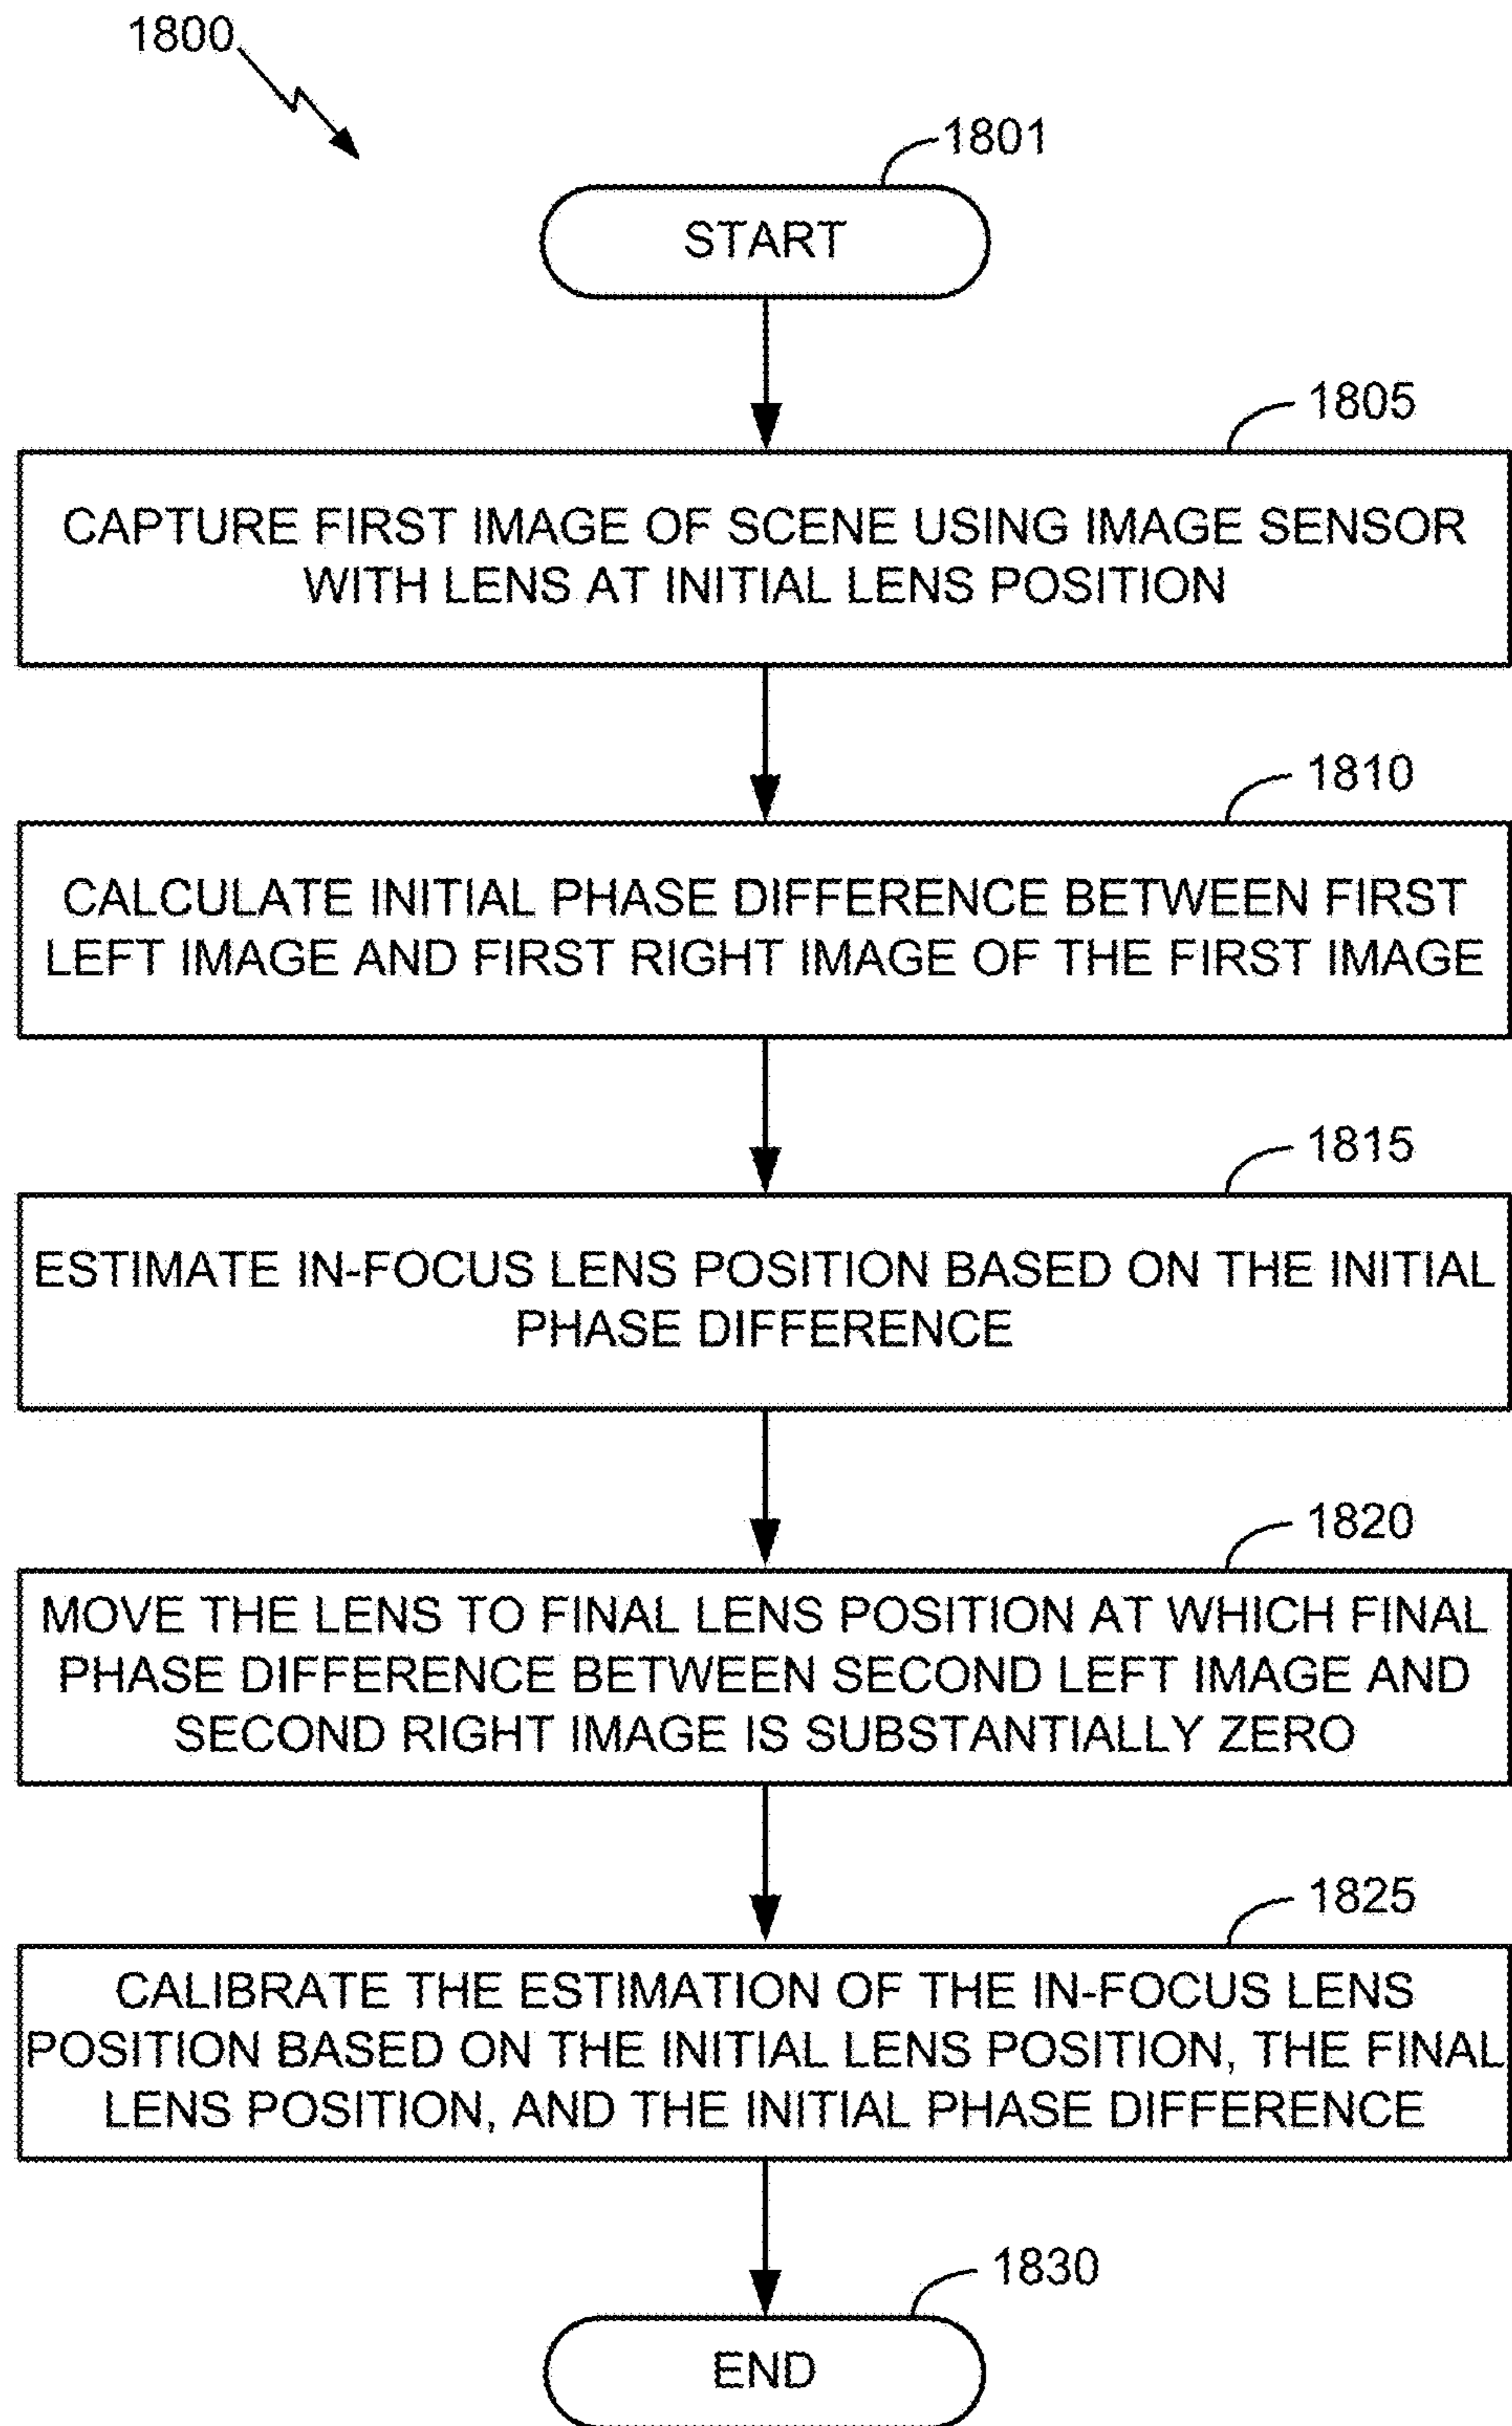 1800
1801
START
1805
CAPTURE FIRST IMAGE OF SCENE USING IMAGE SENSOR
WITH LENS AT INITIAL LENS POSITION
1810
CALCULATE INITIAL PHASE DIFFERENCE BETWEEN FIRST
LEFT IMAGE AND FIRST RIGHT IMAGE OF THE FIRST IMAGE
1815
ESTIMATE IN-FOCUS LENS POSITION BASED ON THE INITIAL
PHASE DIFFERENCE
1820
MOVE THE LENS TO FINAL LENS POSITION AT WHICH FINAL
PHASE DIFFERENCE BETWEEN SECOND LEFT IMAGE AND
SECOND RIGHT IMAGE IS SUBSTANTIALLY ZERO
1825
CALIBRATE THE ESTIMATION OF THE IN-FOCUS LENS
POSITION BASED ON THE INITIAL LENS POSITION, THE FINAL
LENS POSITION, AND THE INITIAL PHASE DIFFERENCE
1830
END